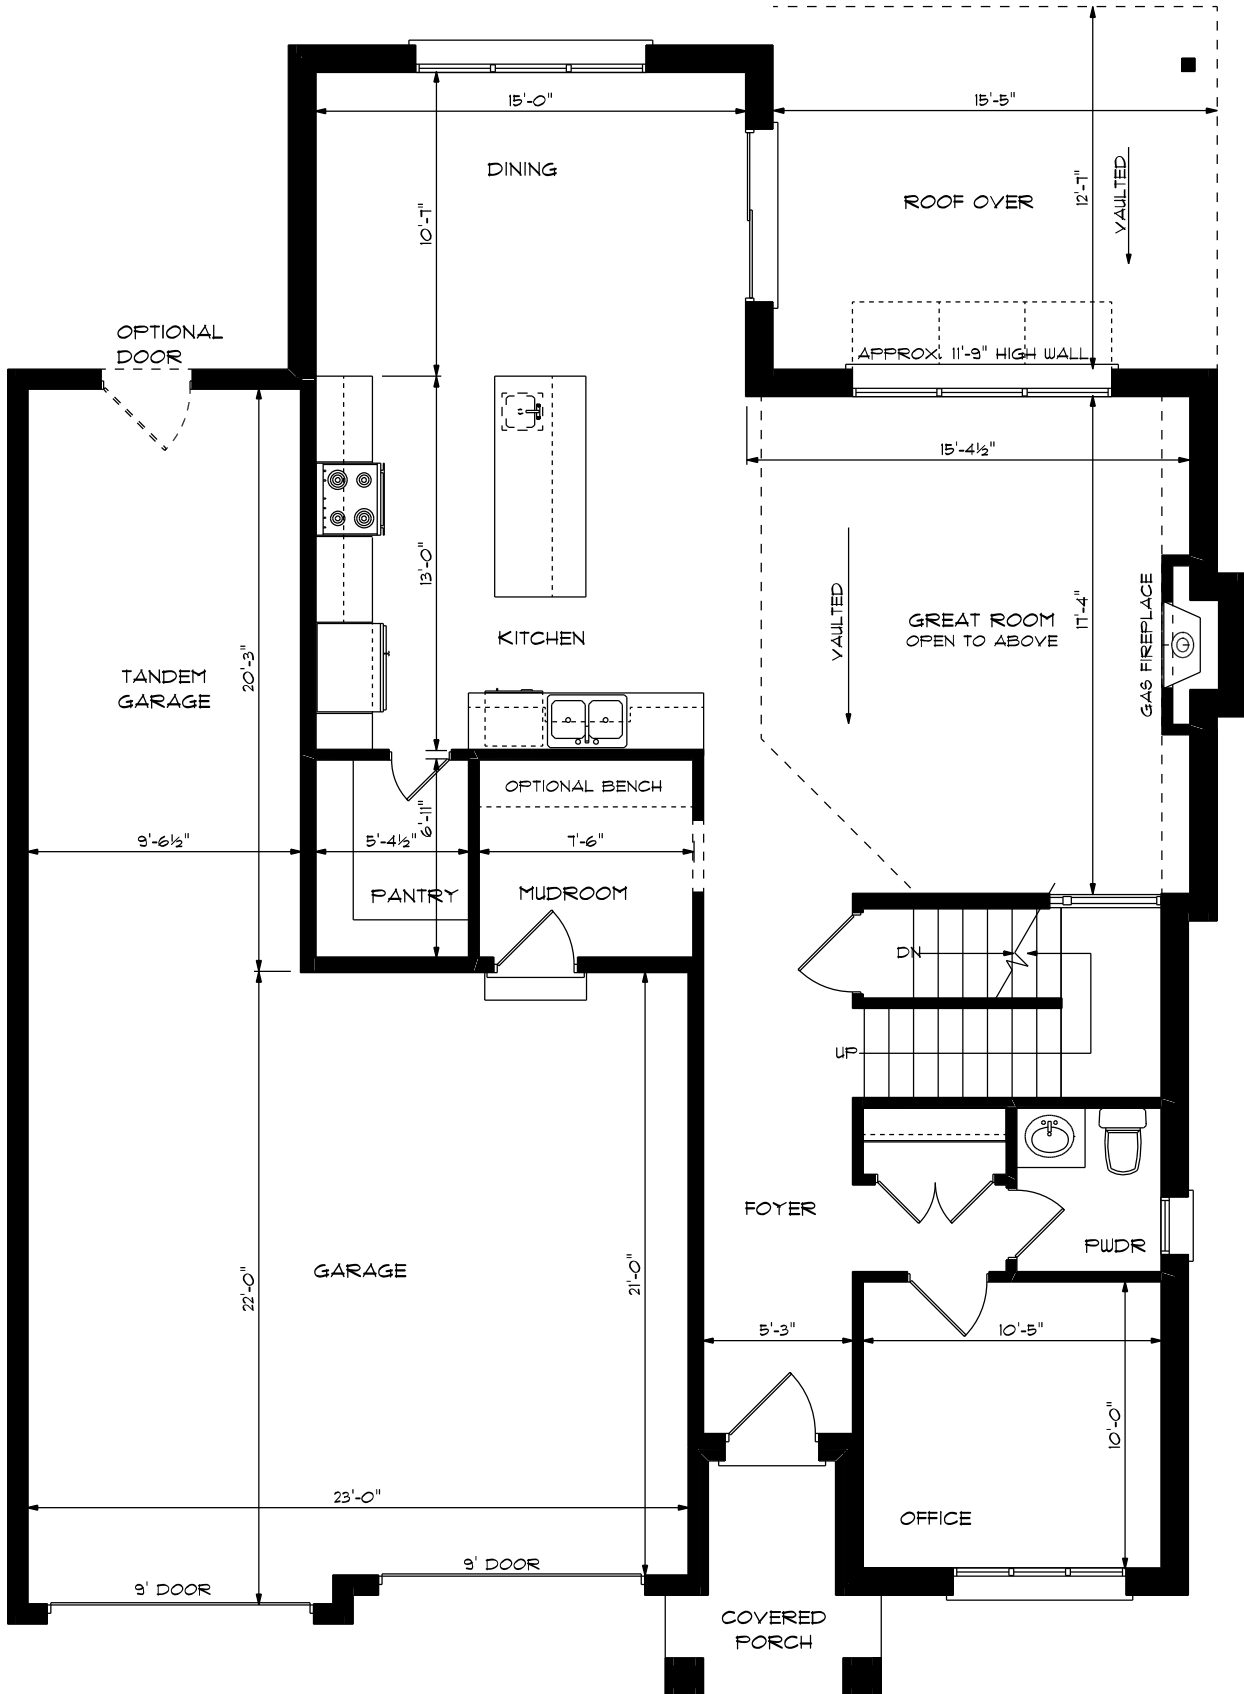 15'-0"
15'-5"
DINING
ROOF OVER
12'-7"
VAULTED
10'-7"
OPTIONAL
DOOR
APPROX. 11'-9" HIGH WALL
15'-4½"
13'-0"
KITCHEN
VAULTED
GREAT ROOM
OPEN TO ABOVE
17'-4"
GAS FIREPLACE
TANDEM
GARAGE
20'-3"
OPTIONAL BENCH
6'-11"
9'-6½"
5'-4½"
7'-6"
PANTRY
MUDROOM
DN
UP
FOYER
PWDR
GARAGE
22'-0"
21'-0"
5'-3"
10'-5"
10'-0"
23'-0"
OFFICE
9' DOOR
9' DOOR
COVERED
PORCH